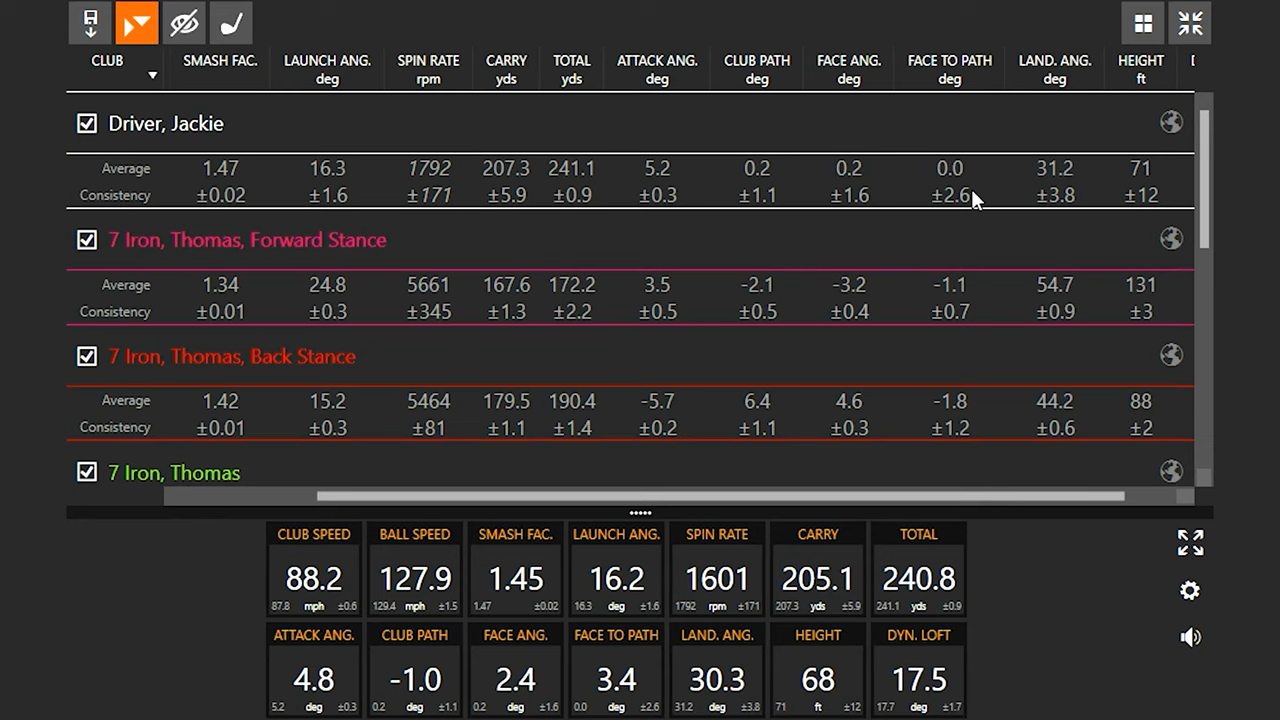 CLUB SMASH FAC. LAUNCH ANG. SPIN RATE CARRY TOTAL ATTACK ANG. CLUB PATH FACE ANG. FACE TO PATH LAND. ANG. HEIGHT
deg rpm yds yds deg deg deg deg deg ft
Driver, Jackie
Average 1.47 16.3 1792 207.3 241.1 5.2 0.2 0.2 0.0 31.2 71
Consistency ±0.02 ±1.6 ±171 ±5.9 ±0.9 ±0.3 ±1.1 ±1.6 ±2.6 ±3.8 ±12
7 Iron, Thomas, Forward Stance
Average 1.34 24.8 5661 167.6 172.2 3.5 -2.1 -3.2 -1.1 54.7 131
Consistency ±0.01 ±0.3 ±345 ±1.3 ±2.2 ±0.5 ±0.5 ±0.4 ±0.7 ±0.9 ±3
7 Iron, Thomas, Back Stance
Average 1.42 15.2 5464 179.5 190.4 -5.7 6.4 4.6 -1.8 44.2 88
Consistency ±0.01 ±0.3 ±81 ±1.1 ±1.4 ±0.2 ±1.1 ±0.3 ±1.2 ±0.6 ±2
7 Iron, Thomas
CLUB SPEED BALL SPEED SMASH FAC. LAUNCH ANG. SPIN RATE CARRY TOTAL
88.2 127.9 1.45 16.2 1601 205.1 240.8
87.8 mph ±0.6 129.4 mph ±1.5 1.47 ±0.02 16.3 deg ±1.6 1792 rpm ±171 207.3 yds ±5.9 241.1 yds ±0.9
ATTACK ANG. CLUB PATH FACE ANG. FACE TO PATH LAND. ANG. HEIGHT DYN. LOFT
4.8 -1.0 2.4 3.4 30.3 68 17.5
5.2 deg ±0.3 0.2 deg ±1.1 0.2 deg ±1.6 0.0 deg ±2.6 31.2 deg ±3.8 71 ft ±12 17.7 deg ±1.7